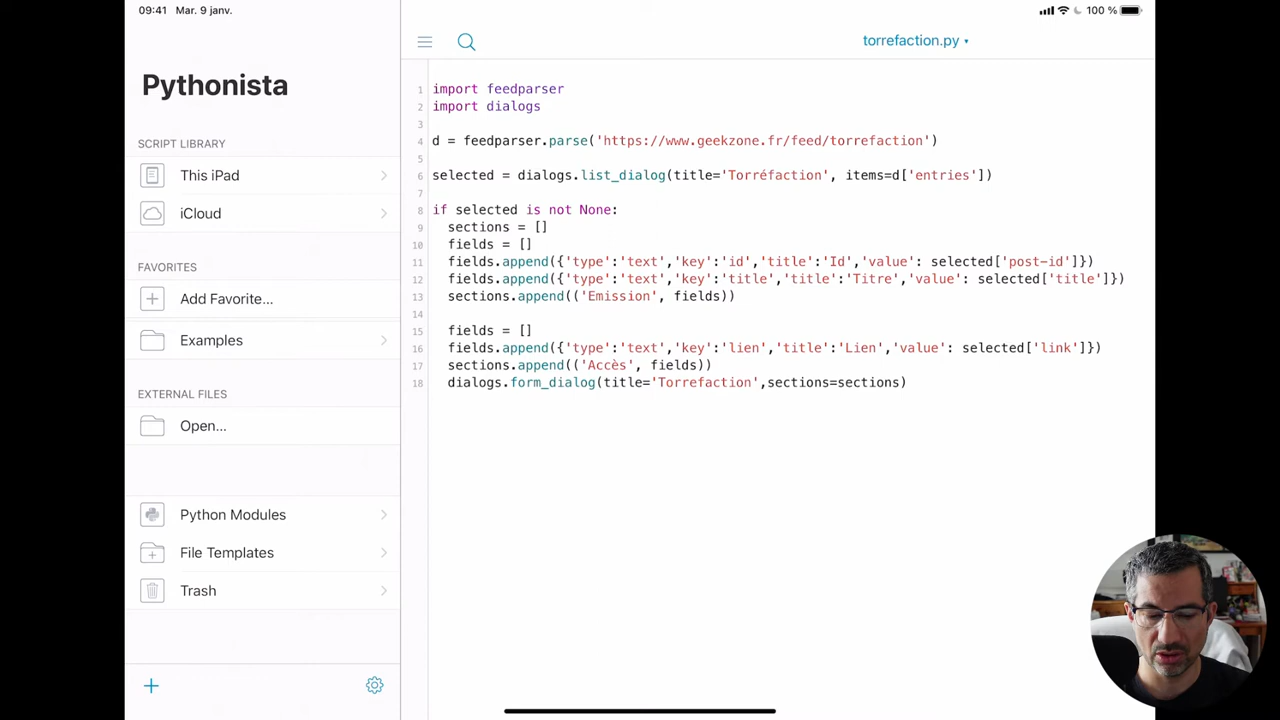 09:41 Mar. 9 janv.
100 %
Pythonista
SCRIPT LIBRARY
This iPad
iCloud
FAVORITES
Add Favorite...
Examples
EXTERNAL FILES
Open...
Python Modules
File Templates
Trash
torrefaction.py
1 import feedparser
2 import dialogs
3
4 d = feedparser.parse('https://www.geekzone.fr/feed/torrefaction')
5
6 selected = dialogs.list_dialog(title='Torréfaction', items=d['entries'])
7
8 if selected is not None:
9 sections = []
10 fields = []
11 fields.append({'type':'text','key':'id','title':'Id','value': selected['post-id']})
12 fields.append({'type':'text','key':'title','title':'Titre','value': selected['title']})
13 sections.append(('Emission', fields))
14
15 fields = []
16 fields.append({'type':'text','key':'lien','title':'Lien','value': selected['link']})
17 sections.append(('Accès', fields))
18 dialogs.form_dialog(title='Torrefaction',sections=sections)